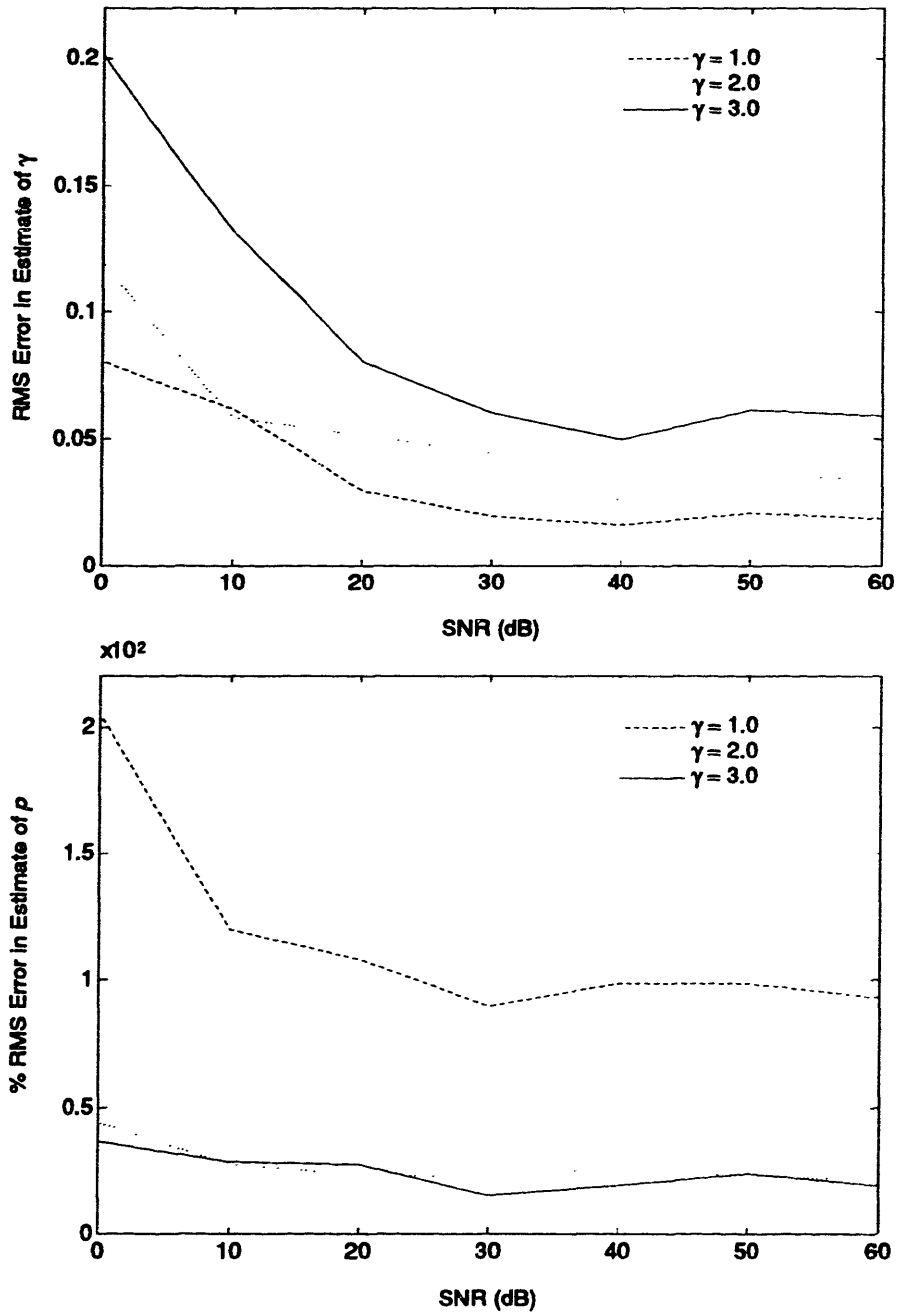 RMS Error in Estimate of γ
0.2
0.15
0.1
0.05
0
γ = 1.0
γ = 2.0
γ = 3.0
0 10 20 30 40 50 60
SNR (dB)
x10²
% RMS Error in Estimate of p
2
1.5
1
0.5
0
γ = 1.0
γ = 2.0
γ = 3.0
0 10 20 30 40 50 60
SNR (dB)